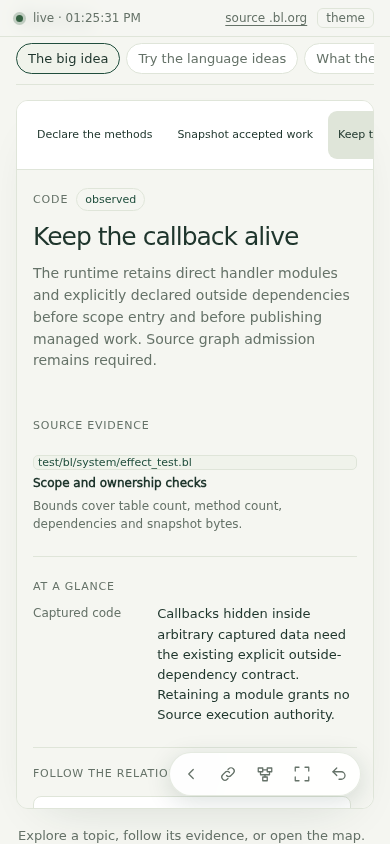 live · 01:25:31 PM
source .bl.org
theme
The big idea
Try the language ideas
What the
Declare the methods
Snapshot accepted work
Keep t
CODE
observed
Keep the callback alive
The runtime retains direct handler modules
and explicitly declared outside dependencies
before scope entry and before publishing
managed work. Source graph admission
remains required.
SOURCE EVIDENCE
test/bl/system/effect_test.bl
Scope and ownership checks
Bounds cover table count, method count,
dependencies and snapshot bytes.
AT A GLANCE
Captured code
Callbacks hidden inside
arbitrary captured data need
the existing explicit outside-
dependency contract.
Retaining a module grants no
Source execution authority.
FOLLOW THE RELATIO
Explore a topic, follow its evidence, or open the map.